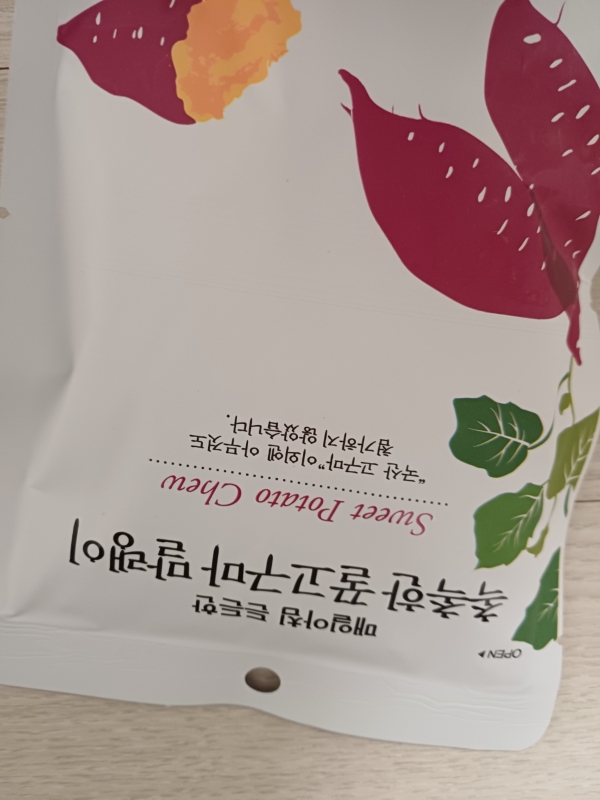 OPEN ▶
매일아침 든든한
촉촉한 꿀고구마 말랭이
Sweet Potato Chew
“국산 고구마”이외엔 아무것도
첨가하지 않았습니다.